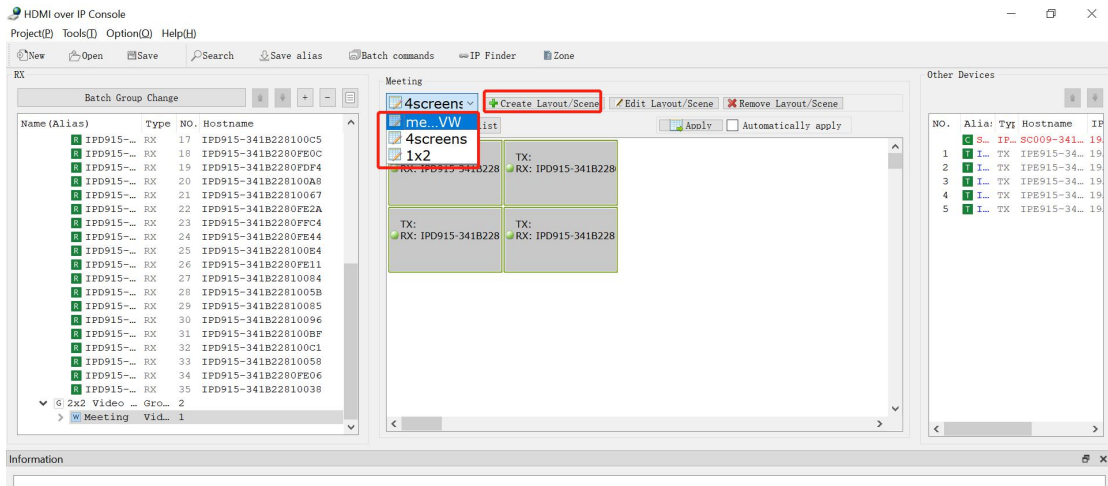 HDMI over IP Console
Project(P) Tools(T) Option(O) Help(H)
New Open Save Search Save alias Batch commands IP Finder Zone
RX
Batch Group Change + -
Name(Alias) Type NO. Hostname
R IPD915-... RX 17 IPD915-341B228100C5
R IPD915-... RX 18 IPD915-341B2280FE0C
R IPD915-... RX 19 IPD915-341B2280FDF4
R IPD915-... RX 20 IPD915-341B228100A8
R IPD915-... RX 21 IPD915-341B22810067
R IPD915-... RX 22 IPD915-341B2280FE2A
R IPD915-... RX 23 IPD915-341B2280FFC4
R IPD915-... RX 24 IPD915-341B2280FE44
R IPD915-... RX 25 IPD915-341B228100E4
R IPD915-... RX 26 IPD915-341B2280FE11
R IPD915-... RX 27 IPD915-341B22810084
R IPD915-... RX 28 IPD915-341B2281005B
R IPD915-... RX 29 IPD915-341B22810085
R IPD915-... RX 30 IPD915-341B22810096
R IPD915-... RX 31 IPD915-341B228100BF
R IPD915-... RX 32 IPD915-341B228100C1
R IPD915-... RX 33 IPD915-341B22810058
R IPD915-... RX 34 IPD915-341B2280FE06
R IPD915-... RX 35 IPD915-341B22810038
G 2x2 Video ... Gro... 2
W Meeting Vid... 1
Meeting
4screens Create Layout/Scene Edit Layout/Scene Remove Layout/Scene
me...VW
4screens
1x2
Apply Automatically apply
TX:
RX: IPD915-341B228 RX: IPD915-341B228
TX: TX:
RX: IPD915-341B228 RX: IPD915-341B228
Other Devices
NO. Alia: Typ Hostname IP
C S... IP... SC009-341... 19.
1 T I... TX IPE915-34... 19.
2 T I... TX IPE915-34... 19.
3 T I... TX IPE915-34... 19.
4 T I... TX IPE915-34... 19.
5 T I... TX IPE915-34... 19.
Information